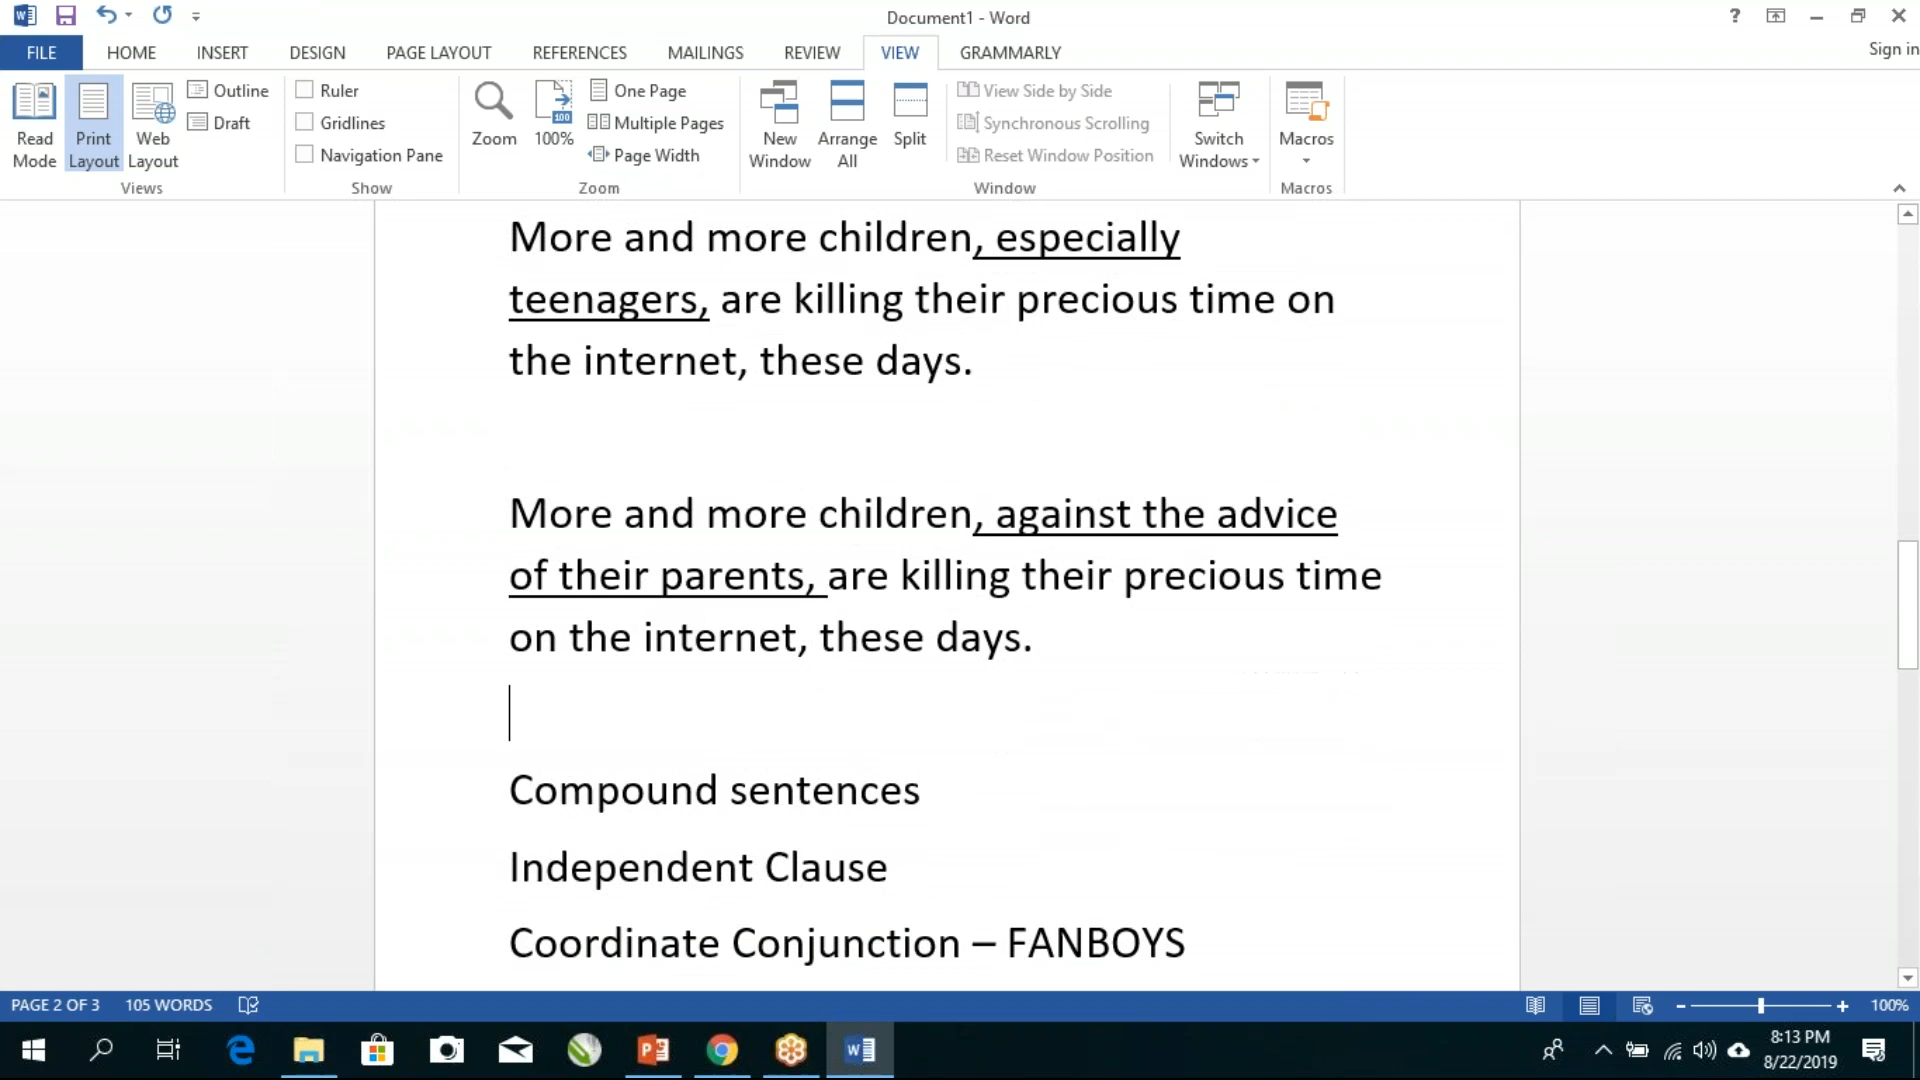 Document1 - Word
?
Sign in
FILE HOME INSERT DESIGN PAGE LAYOUT REFERENCES MAILINGS REVIEW VIEW GRAMMARLY
Read Mode
Print Layout
Web Layout
Outline
Draft
Views
Ruler
Gridlines
Navigation Pane
Show
Zoom
100%
One Page
Multiple Pages
Page Width
Zoom
New Window
Arrange All
Split
View Side by Side
Synchronous Scrolling
Reset Window Position
Window
Switch Windows
Macros
Macros
More and more children, especially
teenagers, are killing their precious time on
the internet, these days.
More and more children, against the advice
of their parents, are killing their precious time
on the internet, these days.
Compound sentences
Independent Clause
Coordinate Conjunction – FANBOYS
PAGE 2 OF 3 105 WORDS
100%
8:13 PM
8/22/2019